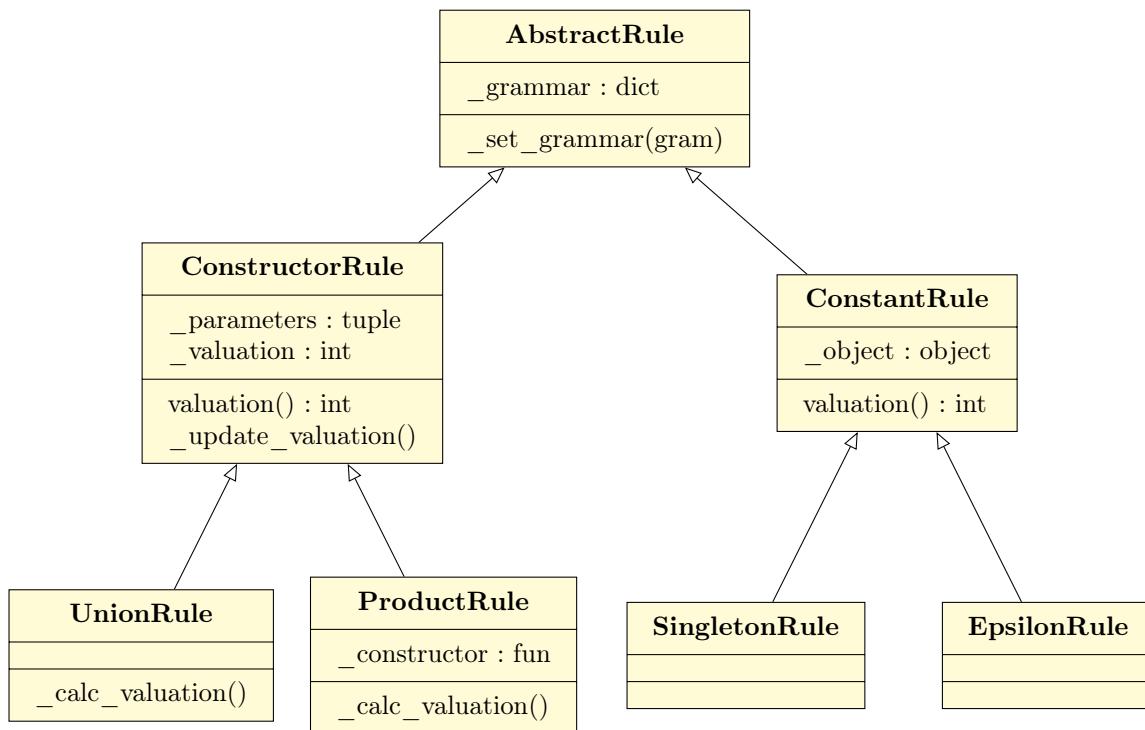 AbstractRule
_grammar : dict
_set_grammar(gram)
ConstructorRule
_parameters : tuple
_valuation : int
valuation() : int
_update_valuation()
ConstantRule
_object : object
valuation() : int
UnionRule
_calc_valuation()
ProductRule
_constructor : fun
_calc_valuation()
SingletonRule
EpsilonRule